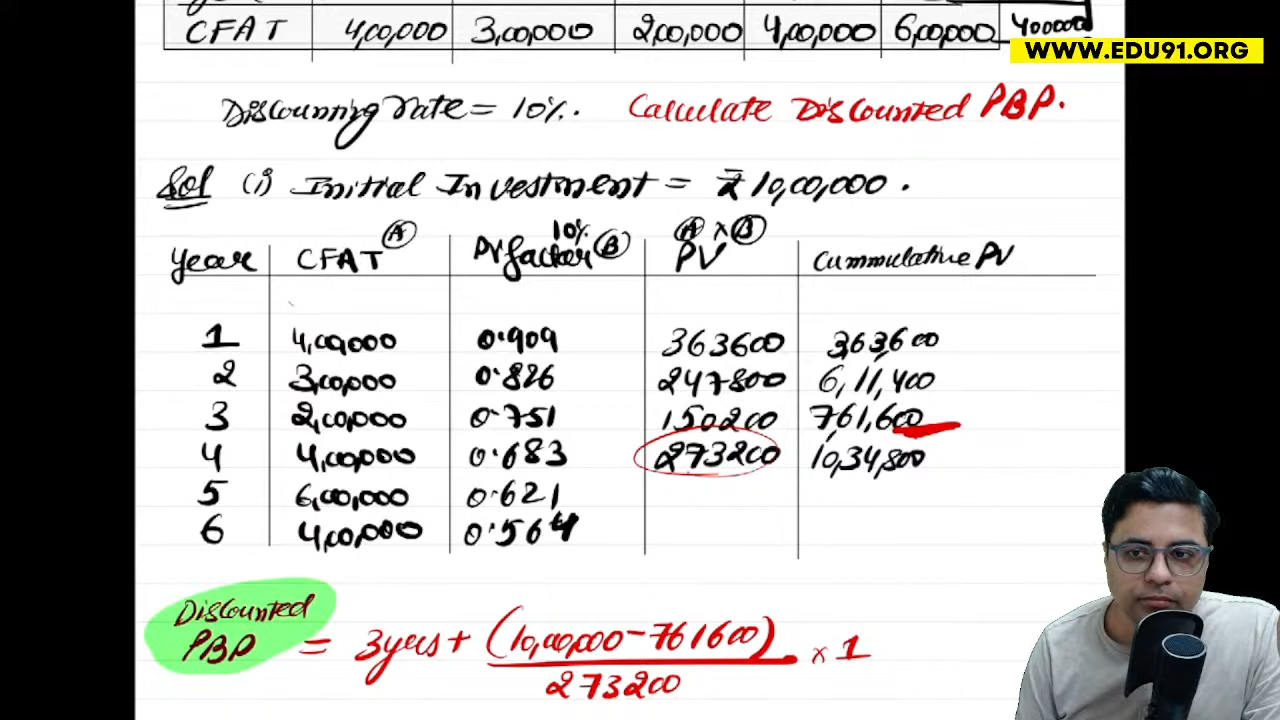 CFAT 4,00,000 3,00,000 2,00,000 4,00,000 6,00,000 400000
WWW.EDU91.ORG
Discounting rate = 10%. Calculate Discounted PBP.
Sol (i) Initial Investment = ₹ 10,00,000.
year CFAT (A) PV factor 10% (B) PV (A) × (B) Cummulative PV
1 4,00,000 0.909 363600 3,63,600
2 3,00,000 0.826 247800 6,11,400
3 2,00,000 0.751 150200 761,600
4 4,00,000 0.683 273200 10,34,800
5 6,00,000 0.621
6 4,00,000 0.564
Discounted PBP = 3 years + (10,00,000 - 761600) / 273200 × 1